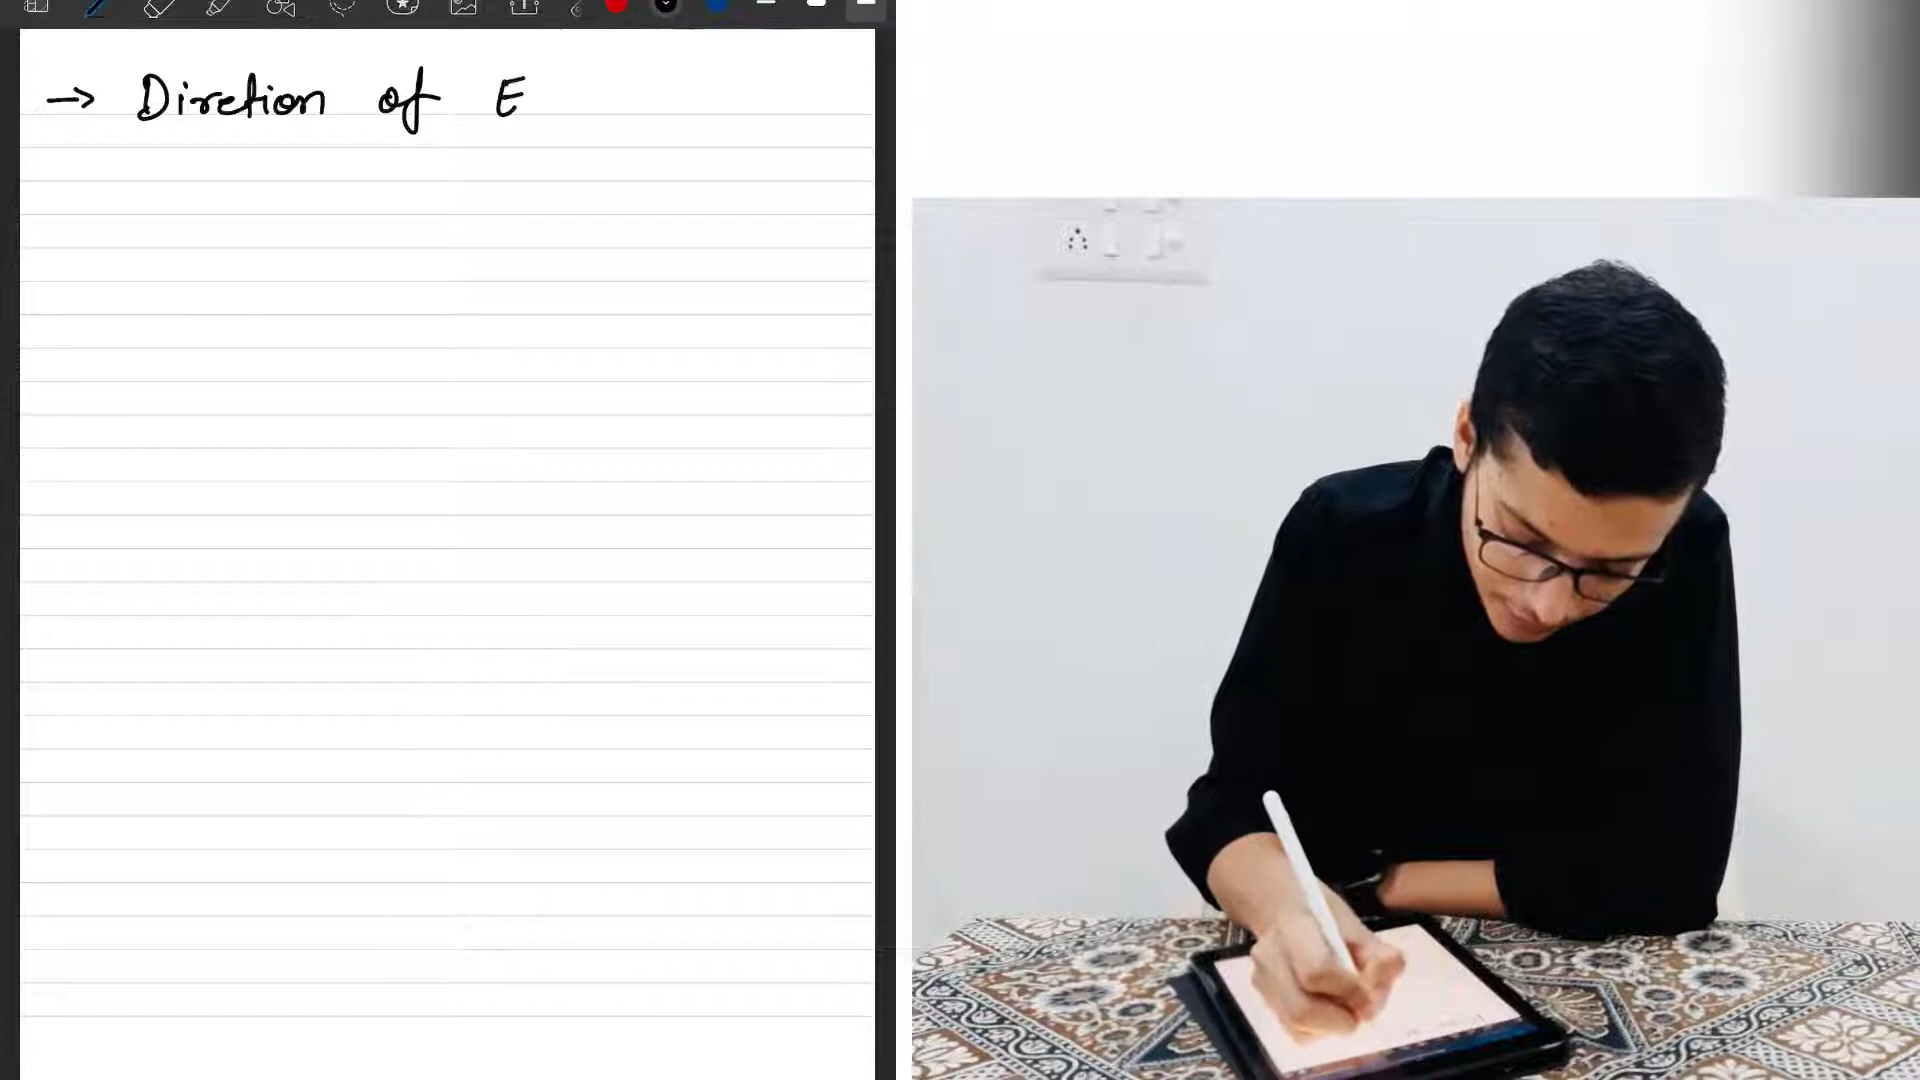 → Diretion of E